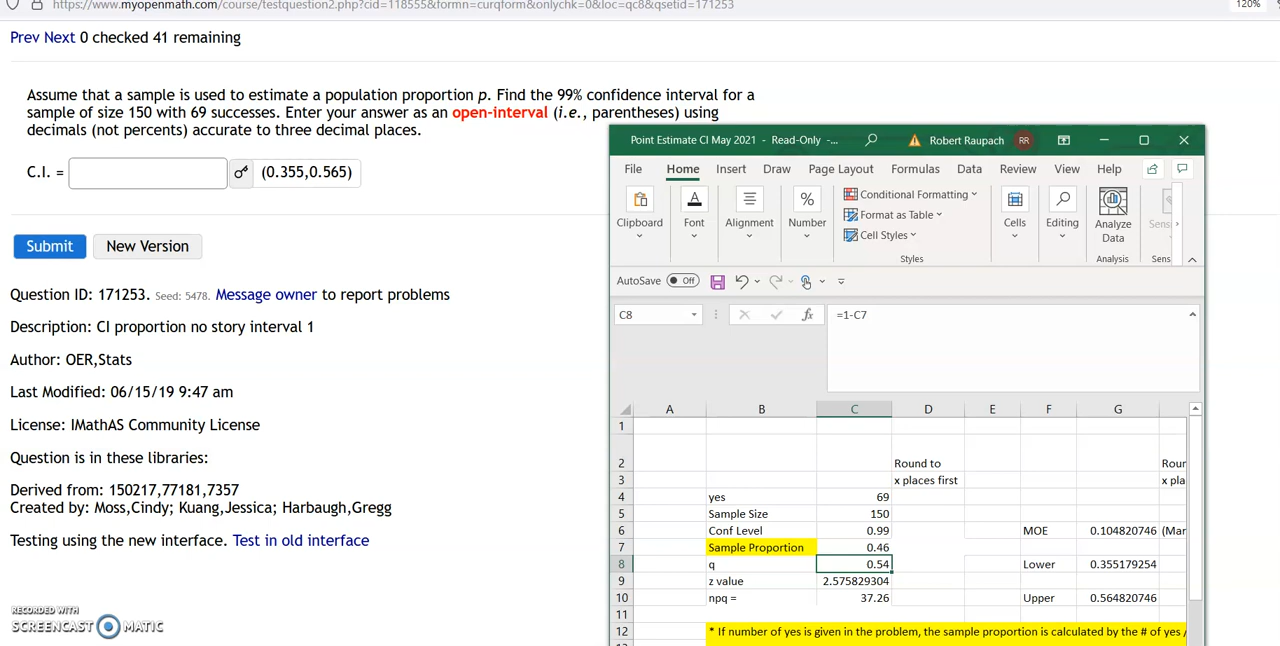 https://www.myopenmath.com/course/testquestion2.php?cid=118555&formn=curqform&onlychk=0&loc=qc8&qsetid=171253
120%
Prev Next 0 checked 41 remaining
Assume that a sample is used to estimate a population proportion p. Find the 99% confidence interval for a
sample of size 150 with 69 successes. Enter your answer as an open-interval (i.e., parentheses) using
decimals (not percents) accurate to three decimal places.
C.I. = (0.355,0.565)
Submit New Version
Question ID: 171253. Seed: 5478. Message owner to report problems
Description: CI proportion no story interval 1
Author: OER,Stats
Last Modified: 06/15/19 9:47 am
License: IMathAS Community License
Question is in these libraries:
Derived from: 150217,77181,7357
Created by: Moss,Cindy; Kuang,Jessica; Harbaugh,Gregg
Testing using the new interface. Test in old interface
RECORDED WITH
SCREENCAST MATIC
Point Estimate CI May 2021 - Read-Only -... Robert Raupach RR
File Home Insert Draw Page Layout Formulas Data Review View Help
Clipboard Font Alignment Number
Conditional Formatting
Format as Table
Cell Styles
Styles
Cells Editing
Analyze
Data
Analysis
Sens
Sens
AutoSave Off
C8 fx =1-C7
A B C D E F G
1
2 Round to Roun
3 x places first x pla
4 yes 69
5 Sample Size 150
6 Conf Level 0.99 MOE 0.104820746 (Mar
7 Sample Proportion 0.46
8 q 0.54 Lower 0.355179254
9 z value 2.575829304
10 npq = 37.26 Upper 0.564820746
11
12 * If number of yes is given in the problem, the sample proportion is calculated by the # of yes /